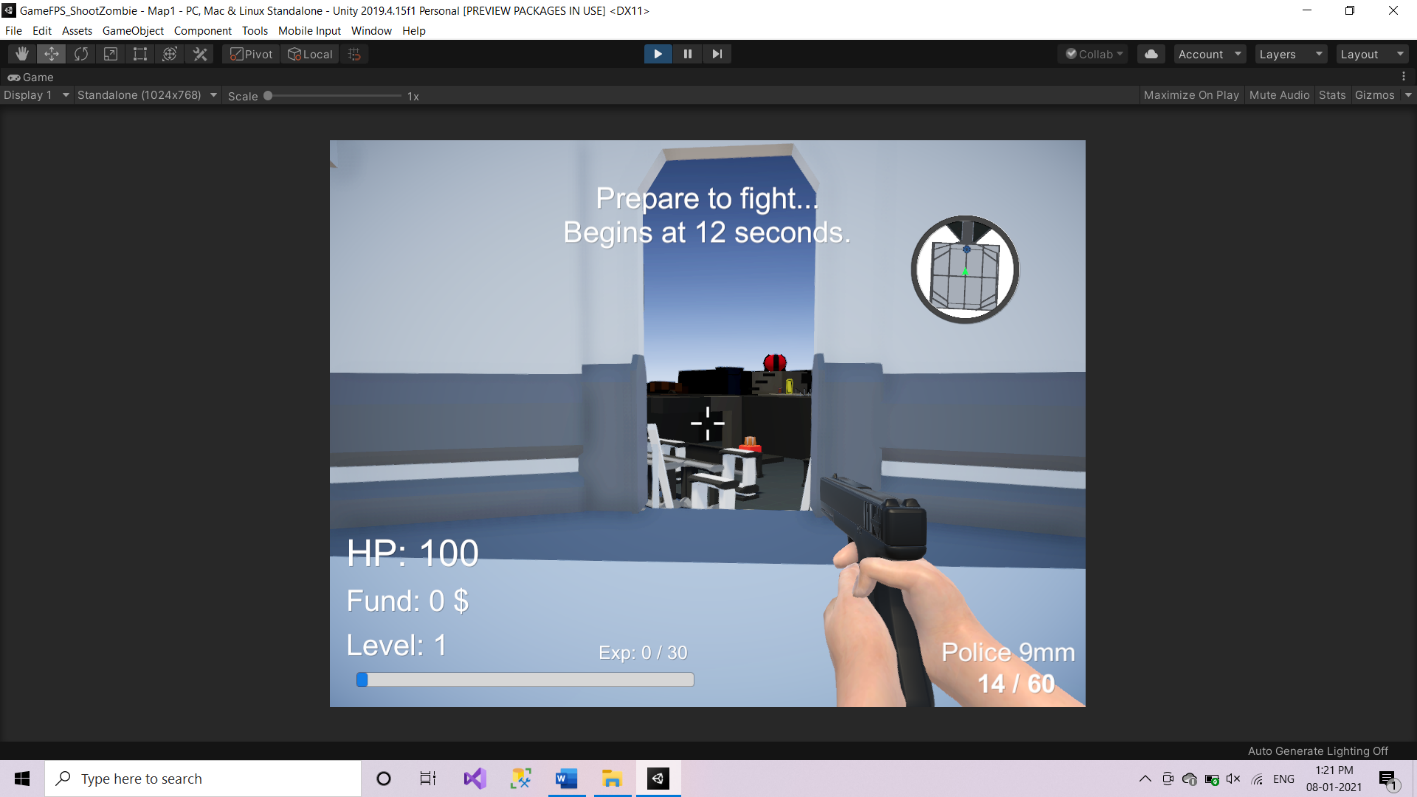 GameFPS_ShootZombie - Map1 - PC, Mac & Linux Standalone - Unity 2019.4.15f1 Personal [PREVIEW PACKAGES IN USE] <DX11>
File Edit Assets GameObject Component Tools Mobile Input Window Help
Pivot Local Collab Account Layers Layout
Game
Display 1 Standalone (1024x768) Scale 1x Maximize On Play Mute Audio Stats Gizmos
Prepare to fight...
Begins at 12 seconds.
HP: 100
Fund: 0 $
Level: 1
Exp: 0 / 30
Police 9mm
14 / 60
Auto Generate Lighting Off
Type here to search
ENG
1:21 PM
08-01-2021
1